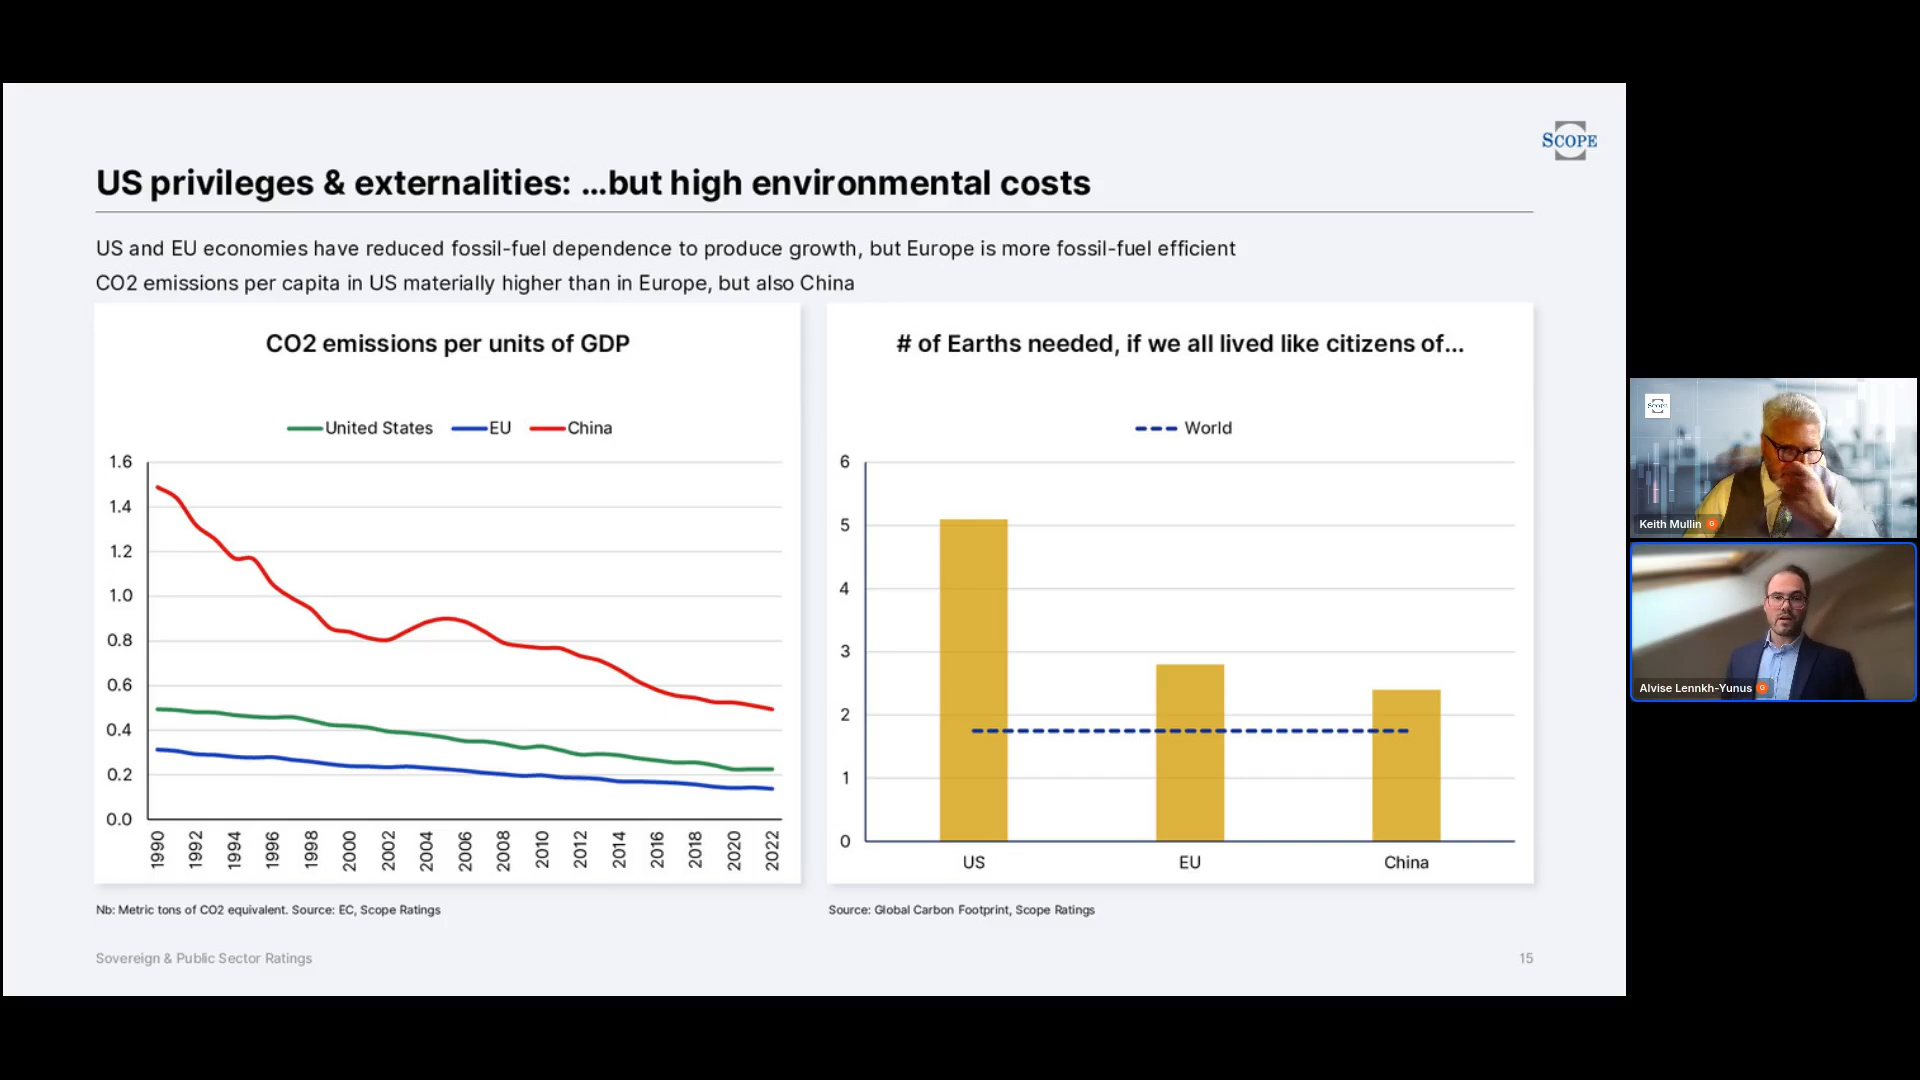 SCOPE
US privileges & externalities: …but high environmental costs
US and EU economies have reduced fossil-fuel dependence to produce growth, but Europe is more fossil-fuel efficient
CO2 emissions per capita in US materially higher than in Europe, but also China
CO2 emissions per units of GDP
United States EU China
1.6
1.4
1.2
1.0
0.8
0.6
0.4
0.2
0.0
1990 1992 1994 1996 1998 2000 2002 2004 2006 2008 2010 2012 2014 2016 2018 2020 2022
Nb: Metric tons of CO2 equivalent. Source: EC, Scope Ratings
# of Earths needed, if we all lived like citizens of…
World
6
5
4
3
2
1
0
US EU China
Source: Global Carbon Footprint, Scope Ratings
Sovereign & Public Sector Ratings
15
SCOPE
Keith Mullin G
Alvise Lennkh-Yunus G